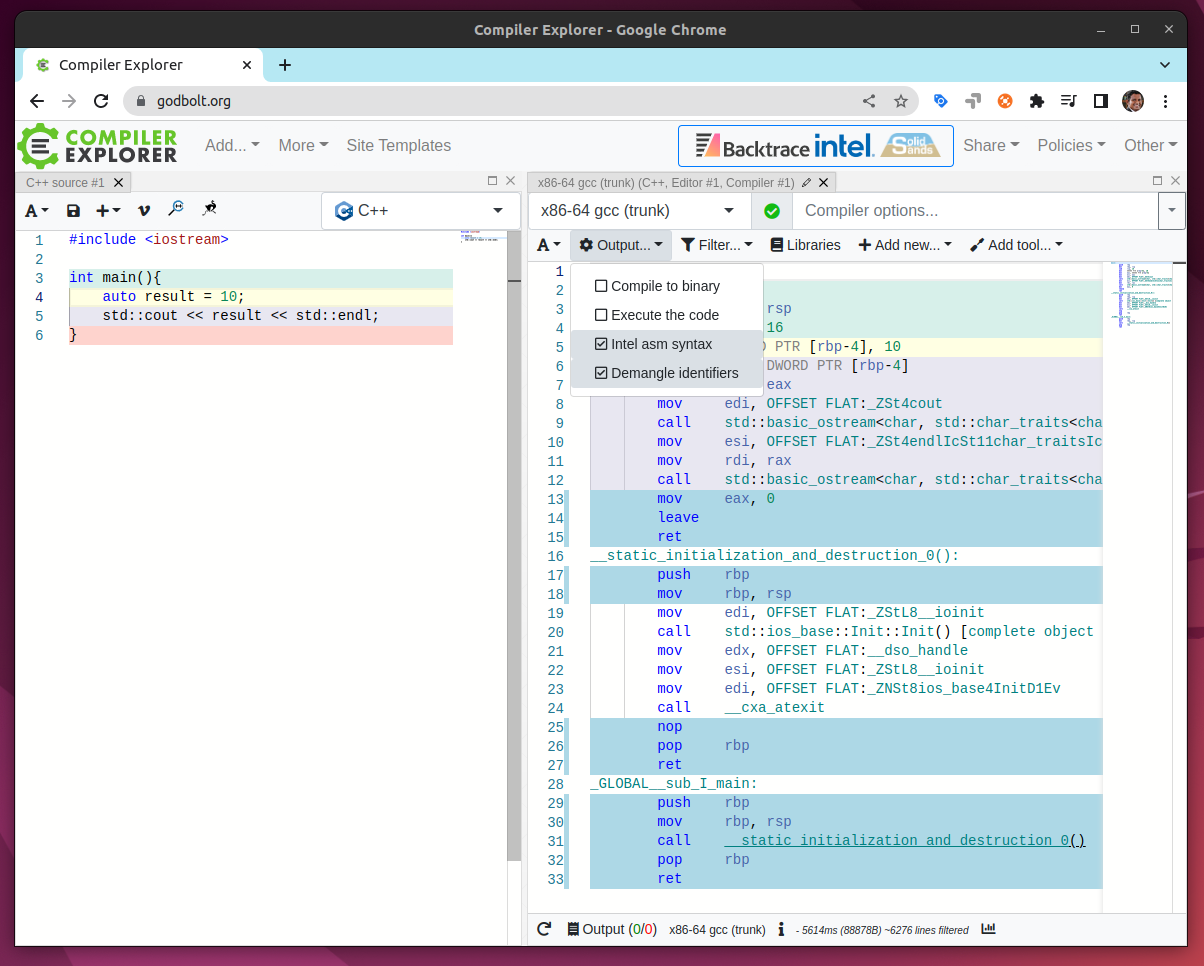 Compiler Explorer - Google Chrome
Compiler Explorer
godbolt.org
COMPILER
EXPLORER
Add... More Site Templates
Backtrace intel. Solid Sands
Share Policies Other
C++ source #1
A
C++
1 #include <iostream>
2
3 int main(){
4 auto result = 10;
5 std::cout << result << std::endl;
6 }
x86-64 gcc (trunk) (C++, Editor #1, Compiler #1)
x86-64 gcc (trunk) Compiler options...
A Output... Filter... Libraries Add new... Add tool...
Compile to binary
Execute the code
Intel asm syntax
Demangle identifiers
1
3 rsp
4 16
5 PTR [rbp-4], 10
6 DWORD PTR [rbp-4]
7 eax
8 mov edi, OFFSET FLAT:_ZSt4cout
9 call std::basic_ostream<char, std::char_traits<cha
10 mov esi, OFFSET FLAT:_ZSt4endlIcSt11char_traitsIc
11 mov rdi, rax
12 call std::basic_ostream<char, std::char_traits<cha
13 mov eax, 0
14 leave
15 ret
16 __static_initialization_and_destruction_0():
17 push rbp
18 mov rbp, rsp
19 mov edi, OFFSET FLAT:_ZStL8__ioinit
20 call std::ios_base::Init::Init() [complete object
21 mov edx, OFFSET FLAT:__dso_handle
22 mov esi, OFFSET FLAT:_ZStL8__ioinit
23 mov edi, OFFSET FLAT:_ZNSt8ios_base4InitD1Ev
24 call __cxa_atexit
25 nop
26 pop rbp
27 ret
28 _GLOBAL__sub_I_main:
29 push rbp
30 mov rbp, rsp
31 call __static_initialization_and_destruction_0()
32 pop rbp
33 ret
Output (0/0) x86-64 gcc (trunk) - 5614ms (88878B) ~6276 lines filtered